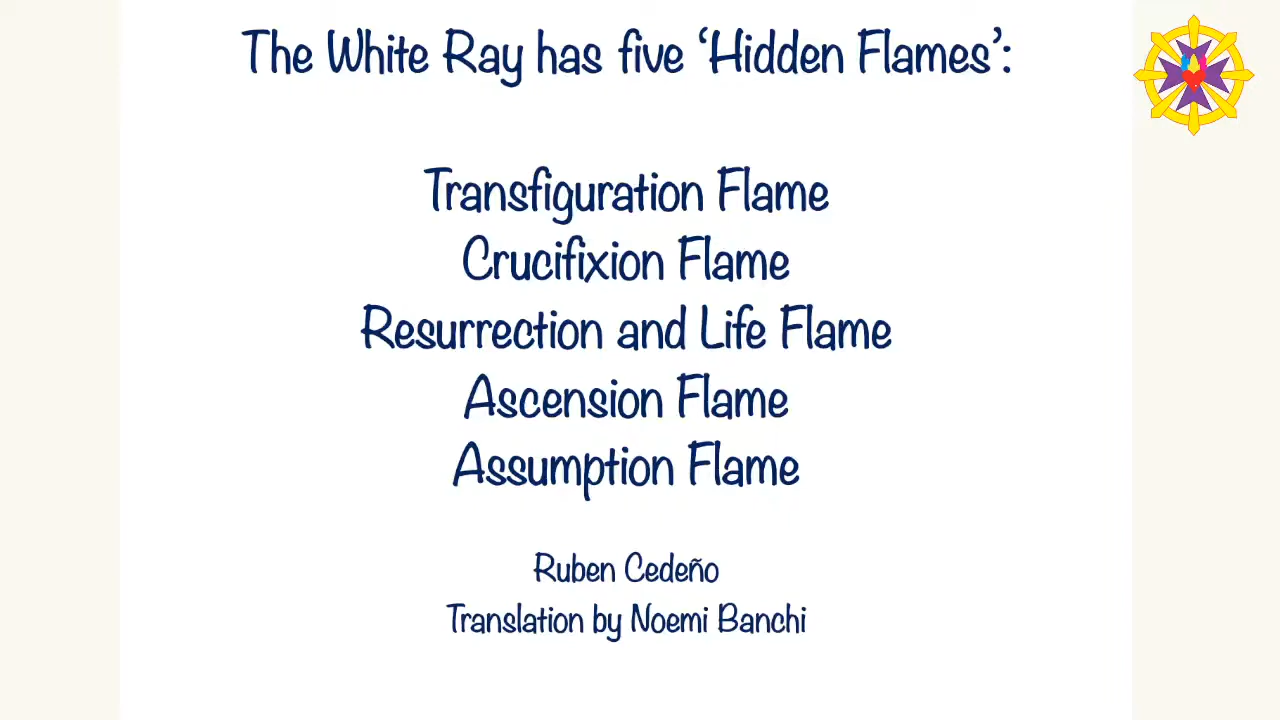 The White Ray has five ‘Hidden Flames’:
Transfiguration Flame
Crucifixion Flame
Resurrection and Life Flame
Ascension Flame
Assumption Flame
Ruben Cedeño
Translation by Noemi Banchi